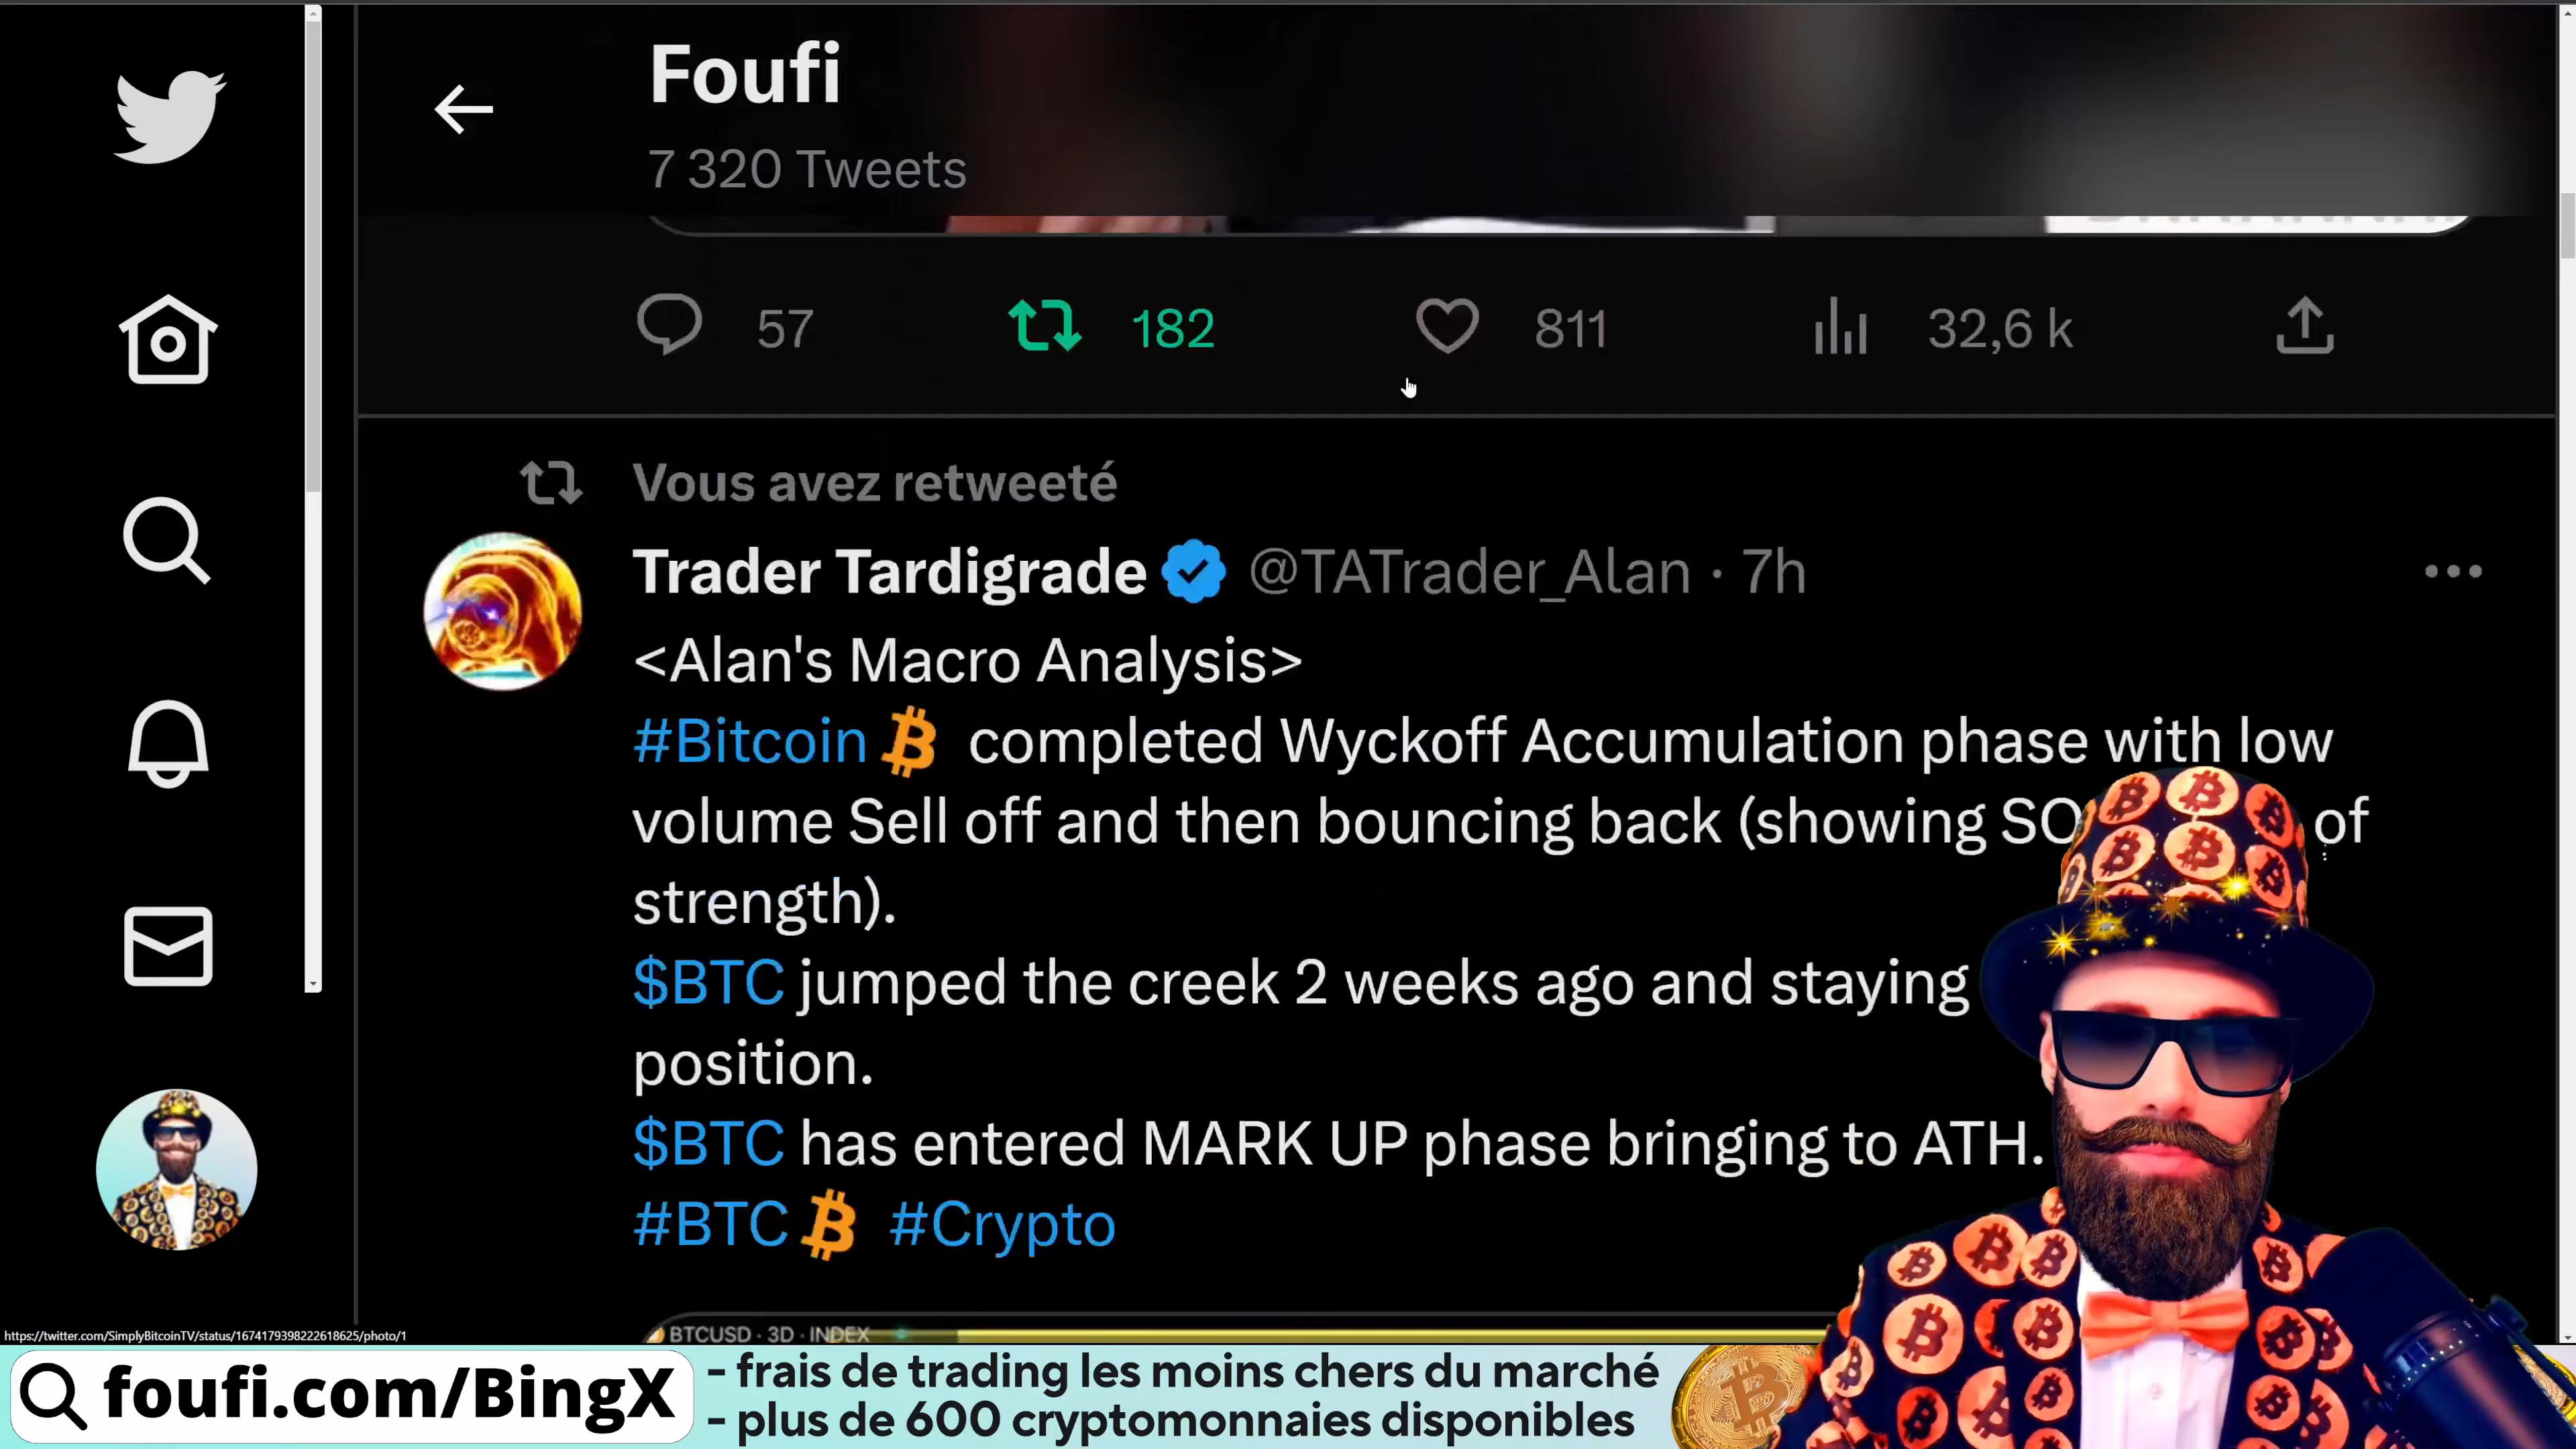 Foufi
7 320 Tweets
57 182 811 32,6 k
Vous avez retweeté
Trader Tardigrade @TATrader_Alan · 7h
<Alan's Macro Analysis>
#Bitcoin completed Wyckoff Accumulation phase with low
volume Sell off and then bouncing back (showing of
strength).
$BTC jumped the creek 2 weeks ago and staying
position.
$BTC has entered MARK UP phase bringing to ATH.
#BTC #Crypto
BTCUSD · 3D · INDEX
https://twitter.com/SimplyBitcoinTV/status/1674179398222618625/photo/1
foufi.com/BingX
- frais de trading les moins chers du marché
- plus de 600 cryptomonnaies disponibles